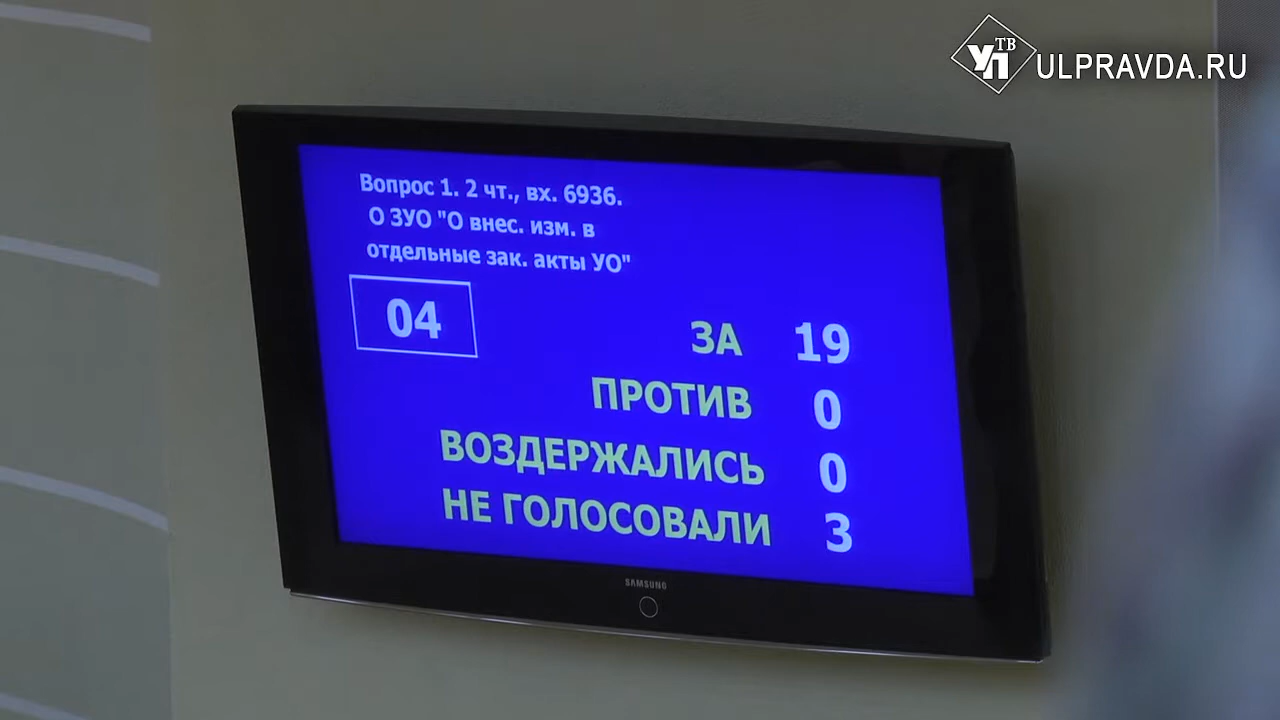 УП ТВ
ULPRAVDA.RU
Вопрос 1. 2 чт., вх. 6936.
О ЗУО "О внес. изм. в
отдельные зак. акты УО"
04
ЗА 19
ПРОТИВ 0
ВОЗДЕРЖАЛИСЬ 0
НЕ ГОЛОСОВАЛИ 3
SAMSUNG